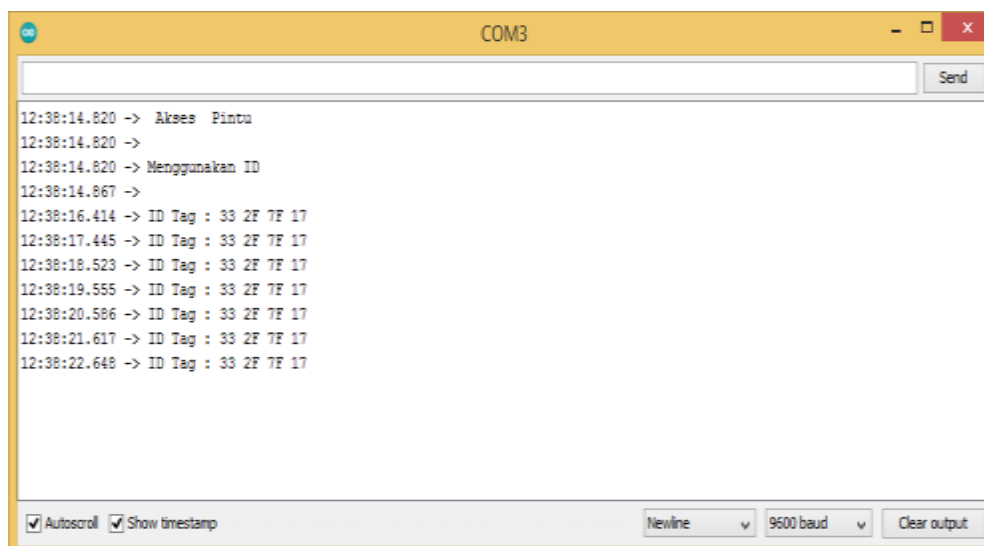 COM3
Send
12:38:14.820 ->  Akses  Pintu
12:38:14.820 ->
12:38:14.820 -> Menggunakan ID
12:38:14.867 ->
12:38:16.414 -> ID Tag : 33 2F 7F 17
12:38:17.445 -> ID Tag : 33 2F 7F 17
12:38:18.523 -> ID Tag : 33 2F 7F 17
12:38:19.555 -> ID Tag : 33 2F 7F 17
12:38:20.586 -> ID Tag : 33 2F 7F 17
12:38:21.617 -> ID Tag : 33 2F 7F 17
12:38:22.648 -> ID Tag : 33 2F 7F 17
Autoscroll Show timestamp Newline 9600 baud Clear output